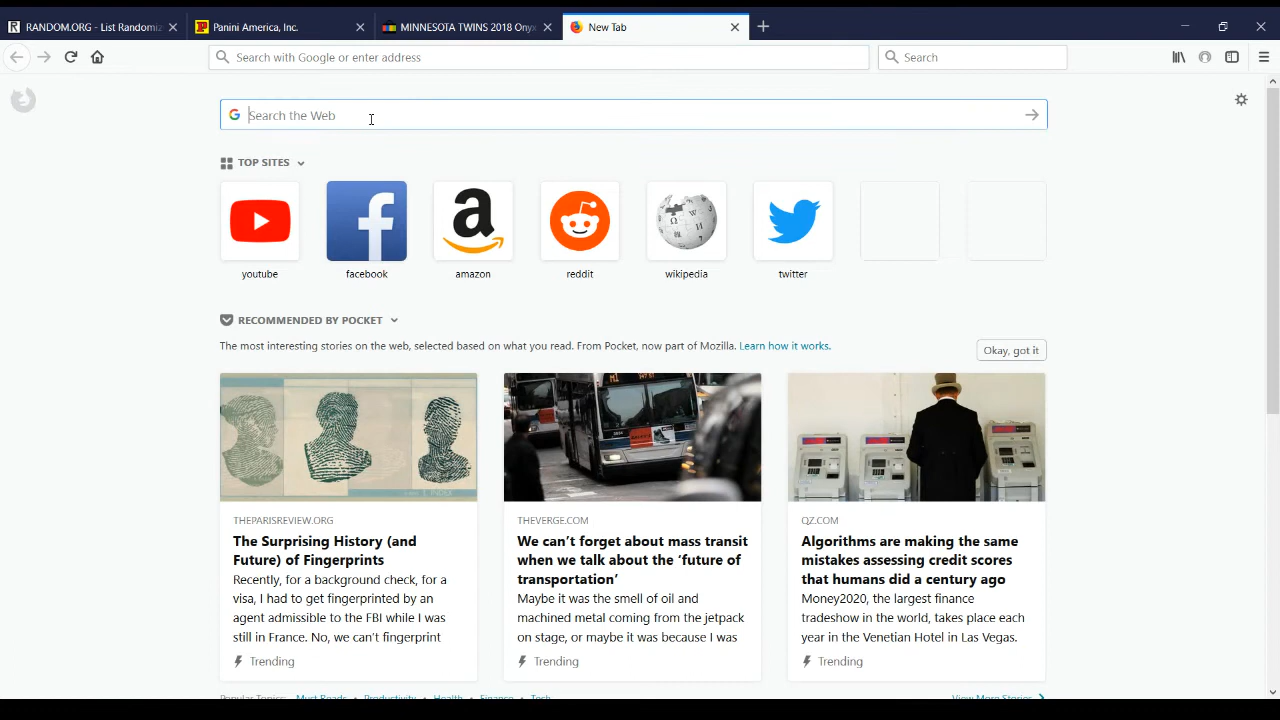 RANDOM.ORG - List Randomiz
Panini America, Inc.
MINNESOTA TWINS 2018 Onyx
New Tab
Search with Google or enter address
Search
Search the Web
TOP SITES
youtube
facebook
amazon
reddit
wikipedia
twitter
RECOMMENDED BY POCKET
The most interesting stories on the web, selected based on what you read. From Pocket, now part of Mozilla. Learn how it works.
Okay, got it
THEPARISREVIEW.ORG
The Surprising History (and
Future) of Fingerprints
Recently, for a background check, for a
visa, I had to get fingerprinted by an
agent admissible to the FBI while I was
still in France. No, we can't fingerprint
Trending
THEVERGE.COM
We can't forget about mass transit
when we talk about the 'future of
transportation'
Maybe it was the smell of oil and
machined metal coming from the jetpack
on stage, or maybe it was because I was
Trending
QZ.COM
Algorithms are making the same
mistakes assessing credit scores
that humans did a century ago
Money2020, the largest finance
tradeshow in the world, takes place each
year in the Venetian Hotel in Las Vegas.
Trending
Popular Topics: Must Reads • Productivity • Health • Finance • Tech
View More Stories